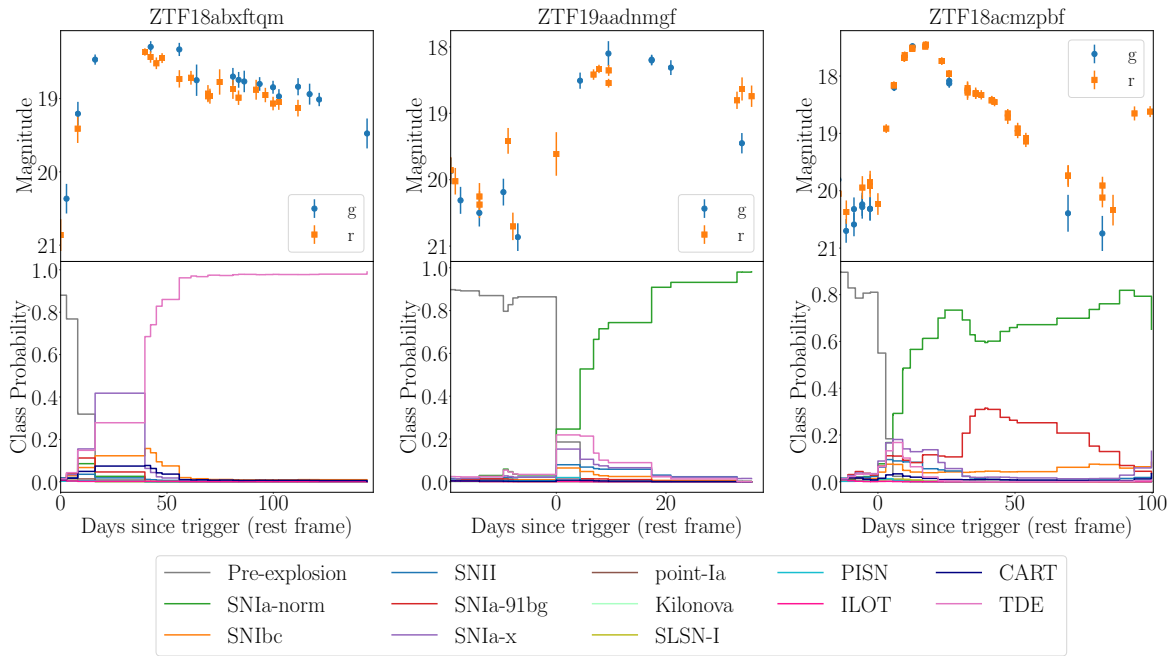 ZTF18abxftqm
ZTF19aadnmgf
ZTF18acmzpbf
Magnitude
19
20
21
g
r
Magnitude
18
19
20
21
Magnitude
18
19
20
21
g
r
Class Probability
1.0
0.8
0.6
0.4
0.2
0.0
0
50
100
Days since trigger (rest frame)
Class Probability
1.0
0.8
0.6
0.4
0.2
0.0
0
20
Days since trigger (rest frame)
Class Probability
0.8
0.6
0.4
0.2
0.0
0
50
100
Days since trigger (rest frame)
Pre-explosion
SNIa-norm
SNIbc
SNII
SNIa-91bg
SNIa-x
point-Ia
Kilonova
SLSN-I
PISN
ILOT
CART
TDE